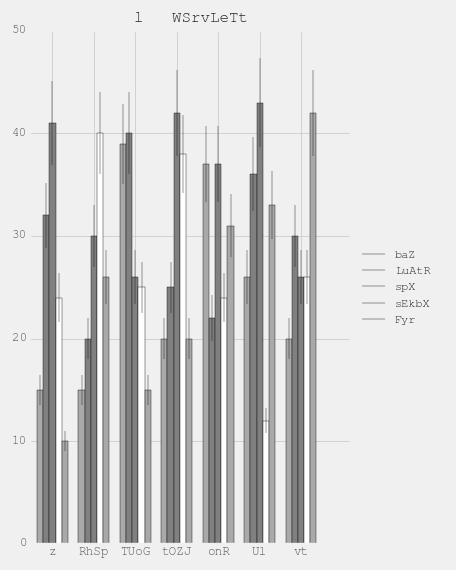 l   WSrvLeTt
50
40
30
20
10
0
z RhSp TUoG tOZJ onR Ul vt
baZ
LuAtR
spX
sEkbX
Fyr